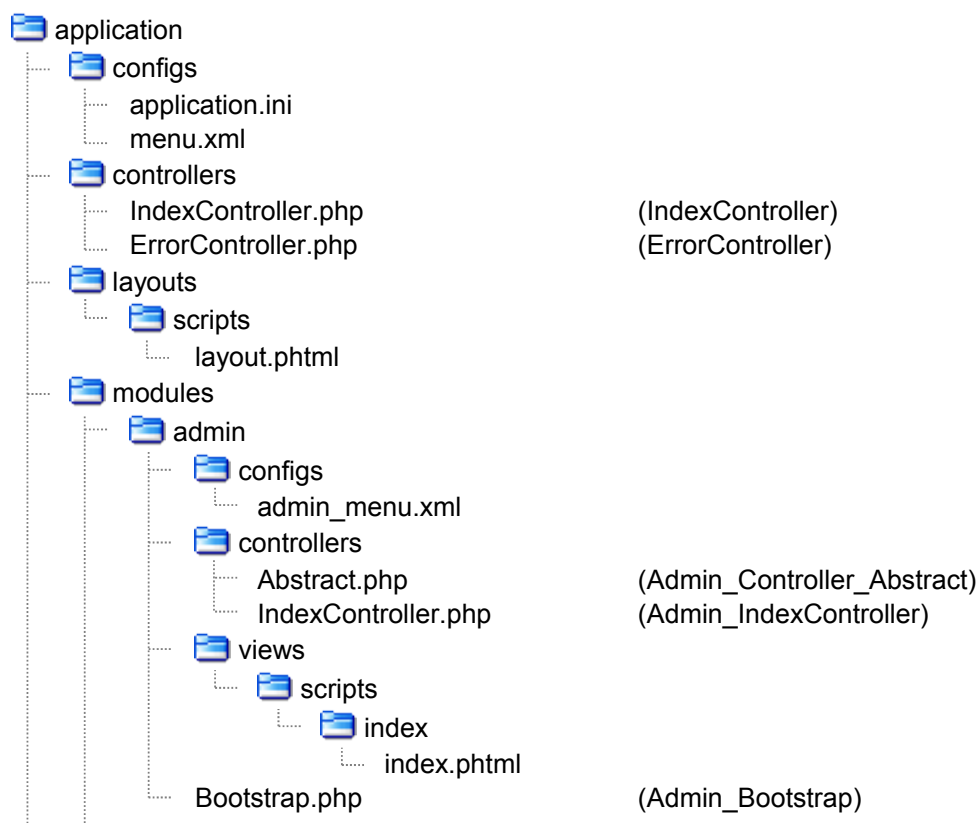 application
configs
application.ini
menu.xml
controllers
IndexController.php (IndexController)
ErrorController.php (ErrorController)
layouts
scripts
layout.phtml
modules
admin
configs
admin_menu.xml
controllers
Abstract.php (Admin_Controller_Abstract)
IndexController.php (Admin_IndexController)
views
scripts
index
index.phtml
Bootstrap.php (Admin_Bootstrap)